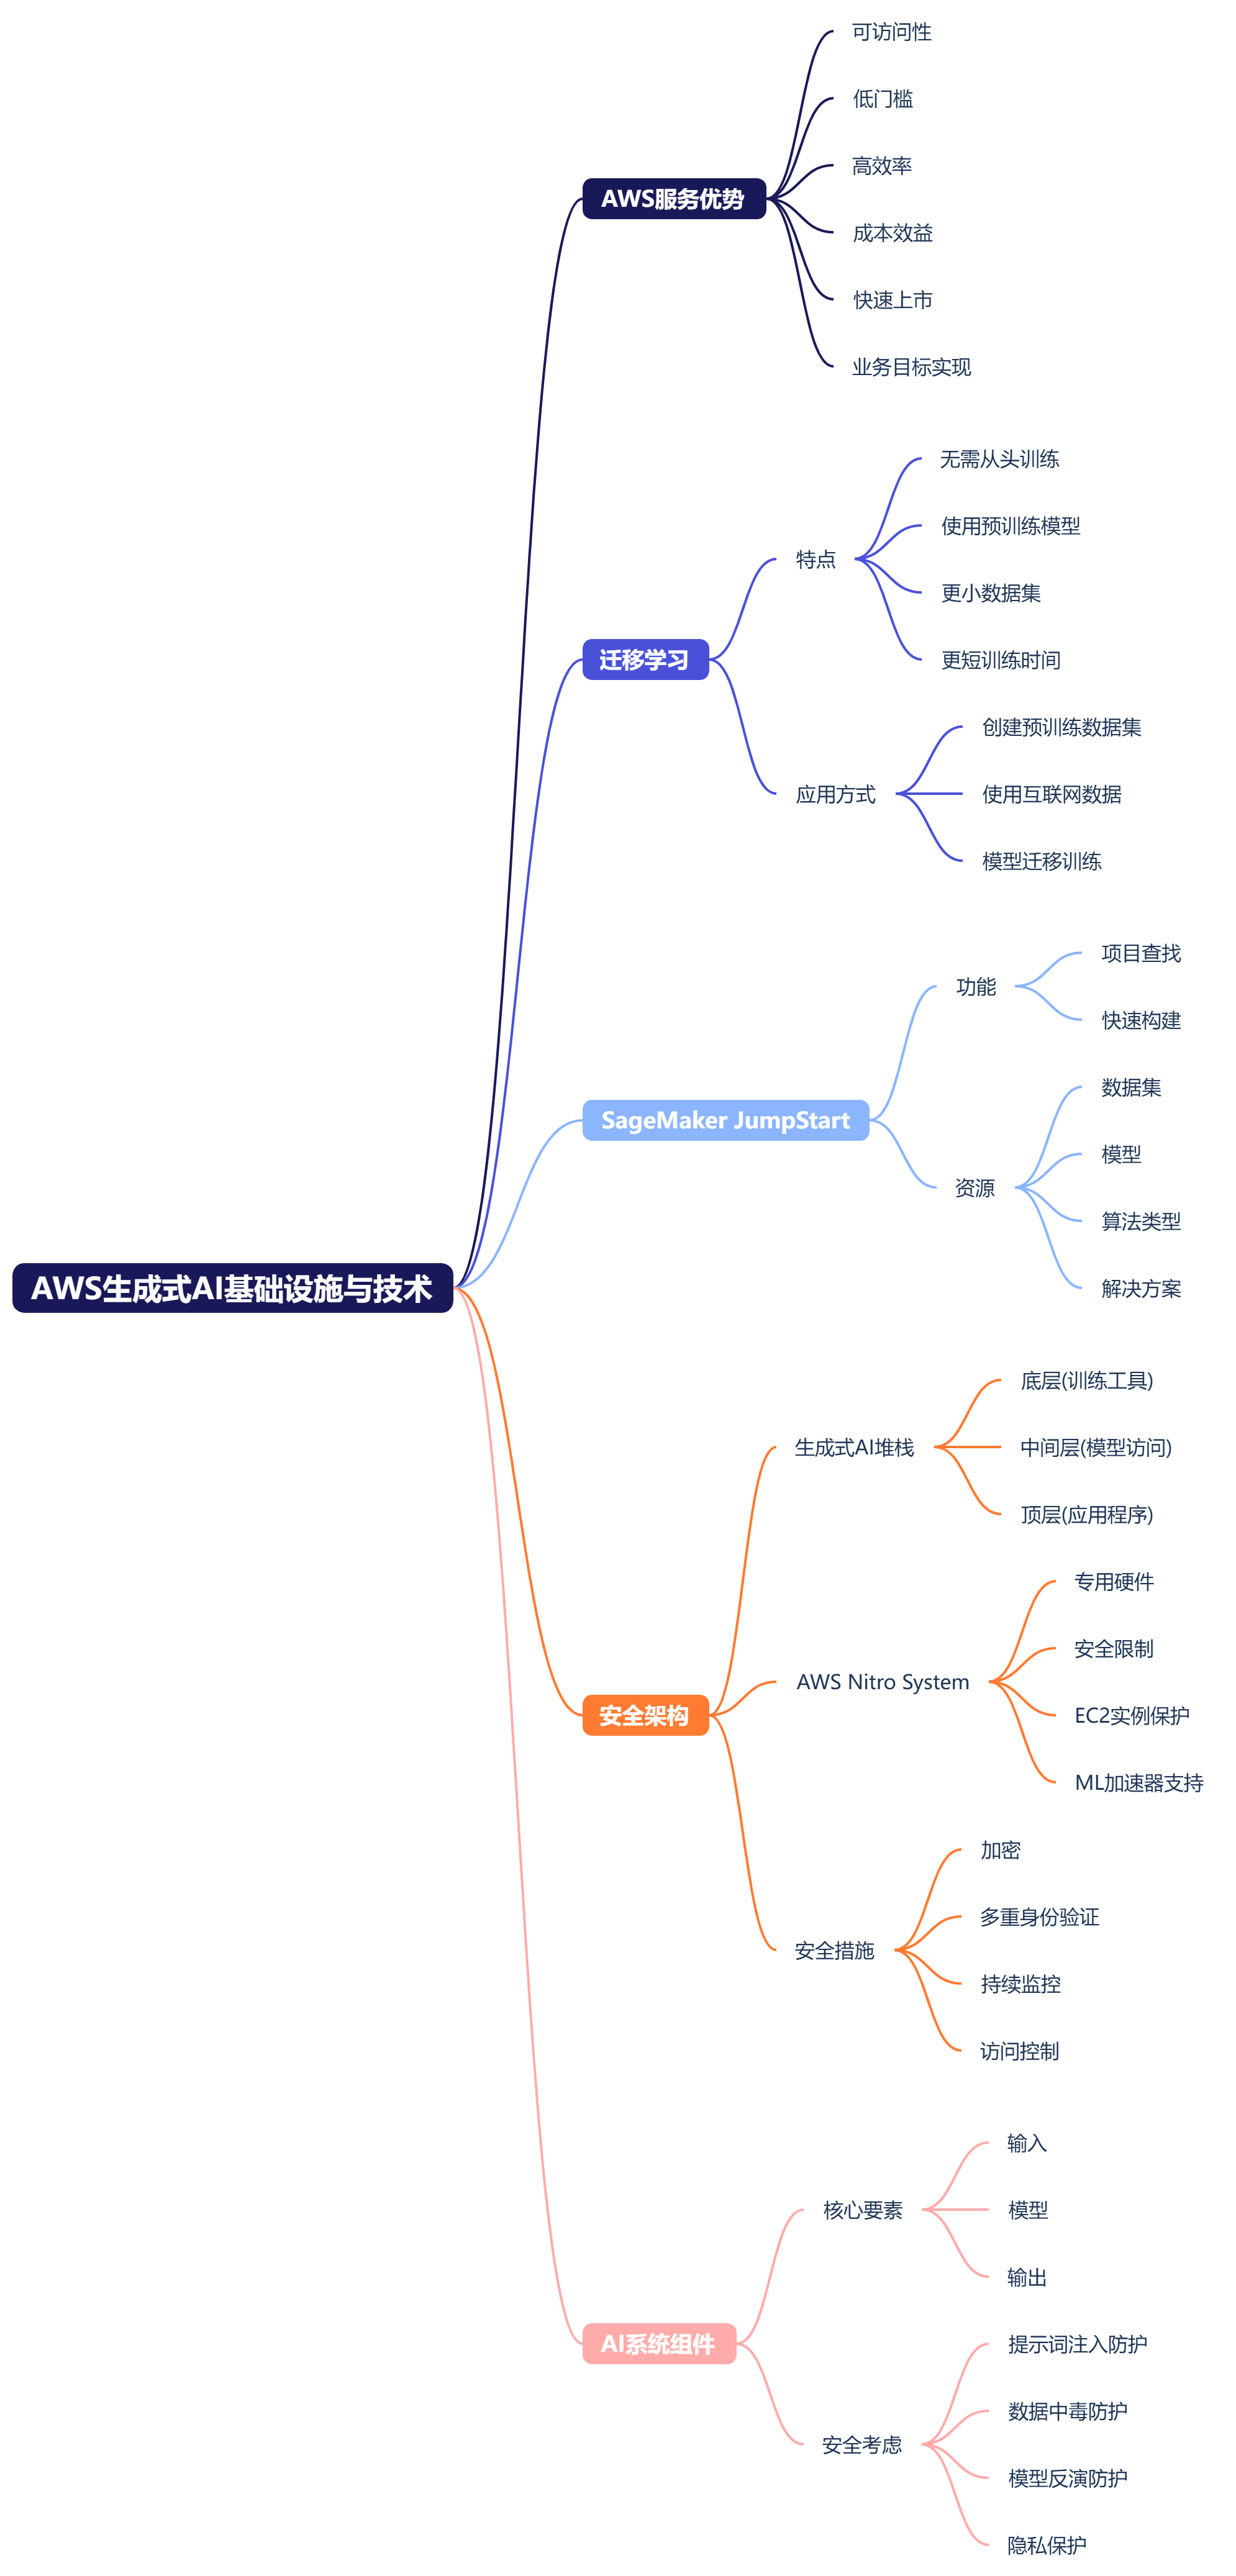 AWS生成式AI基础设施与技术
AWS服务优势
可访问性
低门槛
高效率
成本效益
快速上市
业务目标实现
迁移学习
特点
无需从头训练
使用预训练模型
更小数据集
更短训练时间
应用方式
创建预训练数据集
使用互联网数据
模型迁移训练
SageMaker JumpStart
功能
项目查找
快速构建
资源
数据集
模型
算法类型
解决方案
安全架构
生成式AI堆栈
底层(训练工具)
中间层(模型访问)
顶层(应用程序)
AWS Nitro System
专用硬件
安全限制
EC2实例保护
ML加速器支持
安全措施
加密
多重身份验证
持续监控
访问控制
AI系统组件
核心要素
输入
模型
输出
安全考虑
提示词注入防护
数据中毒防护
模型反演防护
隐私保护